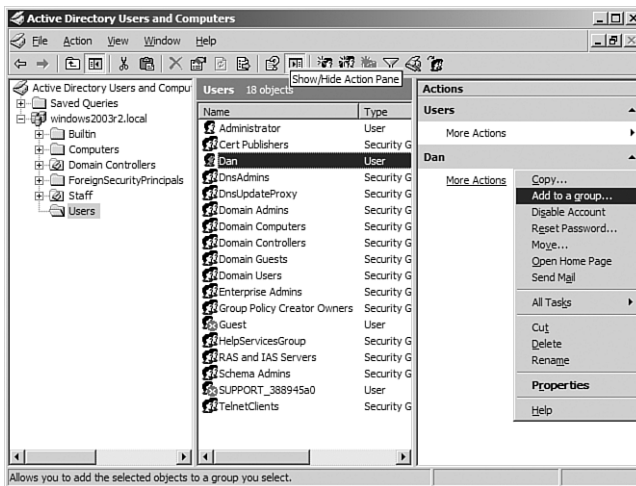 Active Directory Users and Computers
File Action View Window Help
Show/Hide Action Pane
Active Directory Users and Compu
Saved Queries
windows2003r2.local
Builtin
Computers
Domain Controllers
ForeignSecurityPrincipals
Staff
Users
Users 18 objects
Name Type
Administrator User
Cert Publishers Security G
Dan User
DnsAdmins Security G
DnsUpdateProxy Security G
Domain Admins Security G
Domain Computers Security G
Domain Controllers Security G
Domain Guests Security G
Domain Users Security G
Enterprise Admins Security G
Group Policy Creator Owners Security G
Guest User
HelpServicesGroup Security G
RAS and IAS Servers Security G
Schema Admins Security G
SUPPORT_388945a0 User
TelnetClients Security G
Actions
Users
More Actions
Dan
More Actions
Copy...
Add to a group...
Disable Account
Reset Password...
Move...
Open Home Page
Send Mail
All Tasks
Cut
Delete
Rename
Properties
Help
Allows you to add the selected objects to a group you select.